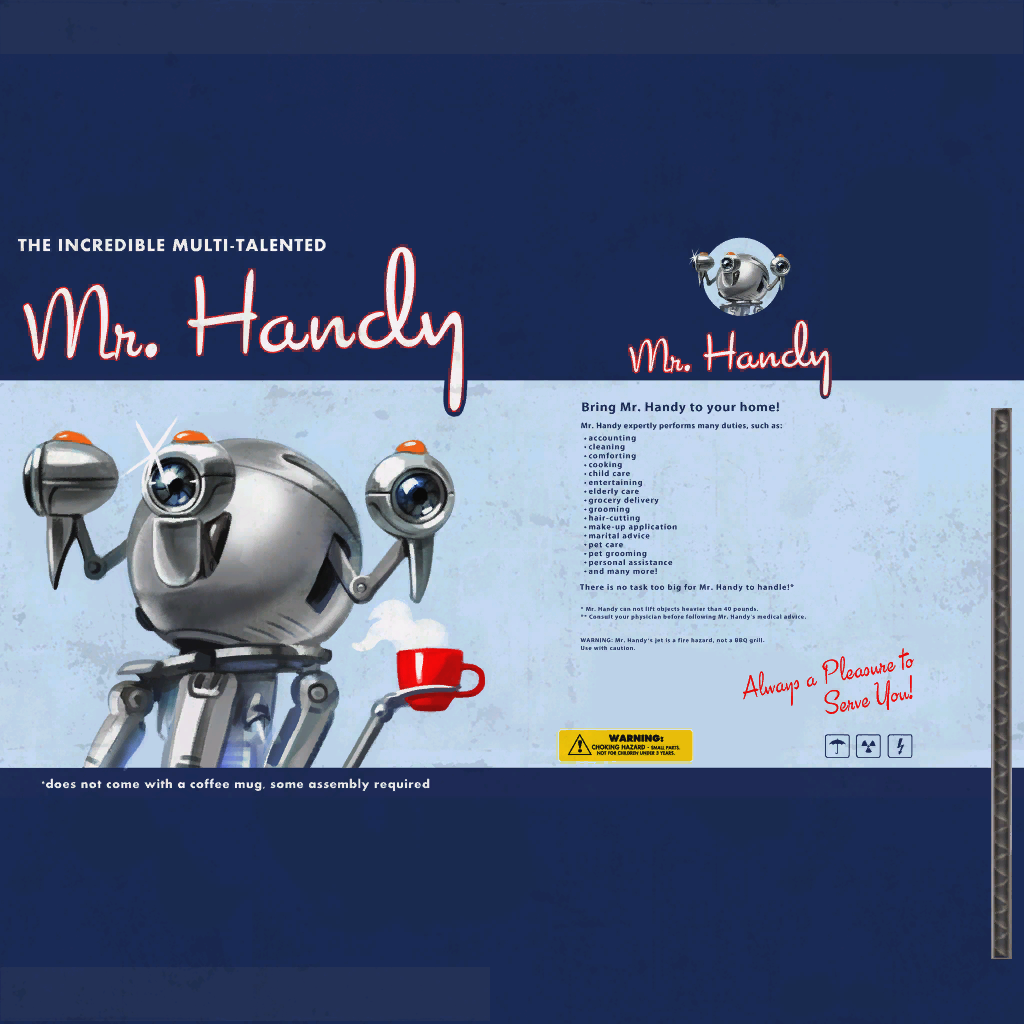 THE INCREDIBLE MULTI-TALENTED
Mr. Handy
*does not come with a coffee mug, some assembly required
Mr. Handy
Bring Mr. Handy to your home!
Mr. Handy expertly performs many duties, such as:
• accounting
• cleaning
• comforting
• cooking
• child care
• entertaining
• elderly care
• grocery delivery
• grooming
• hair-cutting
• make-up application
• marital advice
• pet care
• pet grooming
• personal assistance
• and many more!
There is no task too big for Mr. Handy to handle!*
* Mr. Handy can not lift objects heavier than 40 pounds.
** Consult your physician before following Mr. Handy's medical advice.
WARNING: Mr. Handy's jet is a fire hazard, not a BBQ grill.
Use with caution.
Always a Pleasure to
Serve You!
WARNING:
CHOKING HAZARD - SMALL PARTS.
NOT FOR CHILDREN UNDER 3 YEARS.